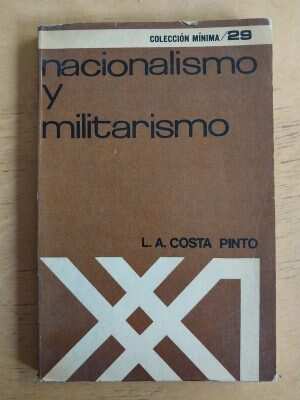 COLECCIÓN MÍNIMA/29
nacionalismo
y
militarismo
L. A. COSTA PINTO